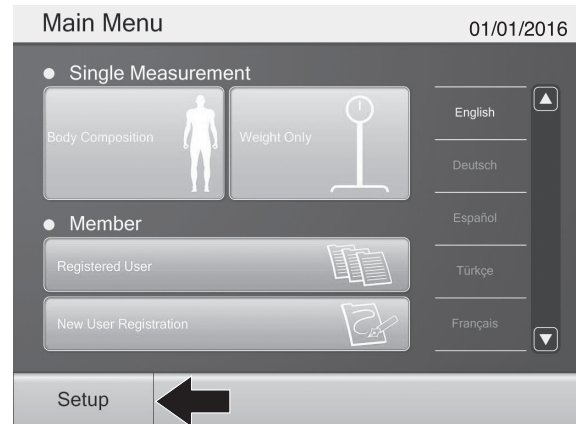 Main Menu
01/01/2016
Single Measurement
Body Composition
Weight Only
Member
Registered User
New User Registration
English
Deutsch
Español
Türkçe
Français
Setup